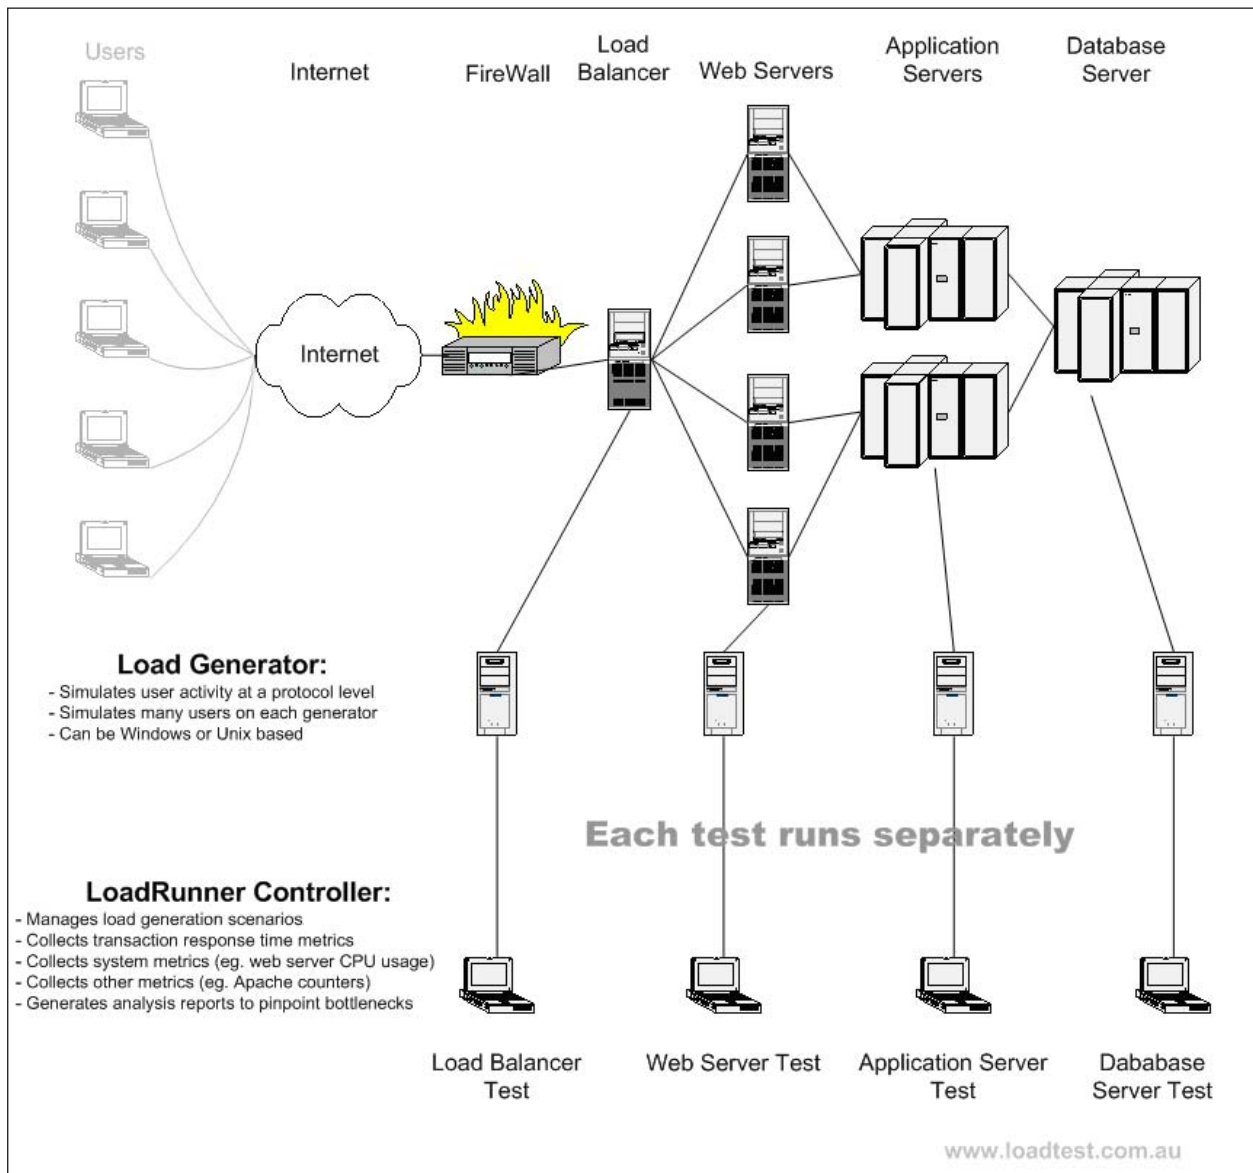 Users
Internet
FireWall
Load
Balancer
Web Servers
Application
Servers
Database
Server
Internet
Load Generator:
- Simulates user activity at a protocol level
- Simulates many users on each generator
- Can be Windows or Unix based
Each test runs separately
LoadRunner Controller:
- Manages load generation scenarios
- Collects transaction response time metrics
- Collects system metrics (eg. web server CPU usage)
- Collects other metrics (eg. Apache counters)
- Generates analysis reports to pinpoint bottlenecks
Load Balancer
Test
Web Server Test
Application Server
Test
Dababase
Server Test
www.loadtest.com.au